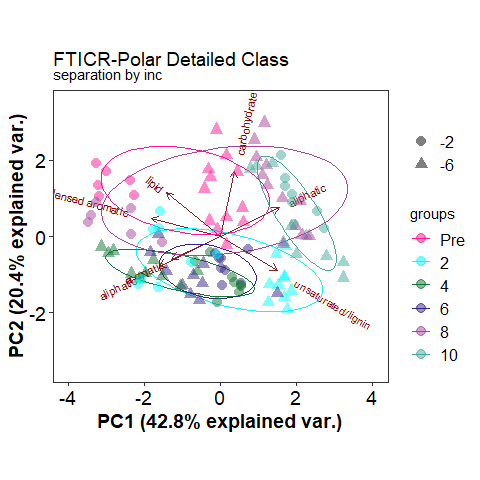 FTICR-Polar Detailed Class
separation by inc
carbohydrate
lipid
aliphatic
lensed aromatic
aromatic
aliphatic
unsaturated/lignin
PC2 (20.4% explained var.)
2
0
-2
-4
-2
0
2
4
PC1 (42.8% explained var.)
-2
-6
groups
Pre
2
4
6
8
10